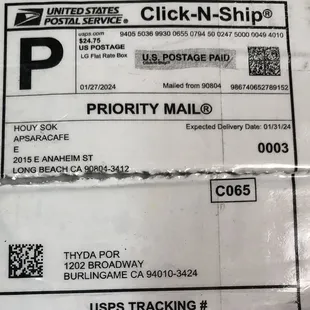 UNITED STATES POSTAL SERVICE® Click-N-Ship®
P
usps.com
$24.75
US POSTAGE
LG Flat Rate Box
9405 5036 9930 0655 0794 50 0247 5000 0049 4010
U.S. POSTAGE PAID
Click-N-Ship®
01/27/2024
Mailed from 90804 986740652789152
PRIORITY MAIL®
HOUY SOK
APSARACAFE
E
2015 E ANAHEIM ST
LONG BEACH CA 90804-3412
Expected Delivery Date: 01/31/24
0003
C065
THYDA POR
1202 BROADWAY
BURLINGAME CA 94010-3424
USPS TRACKING #